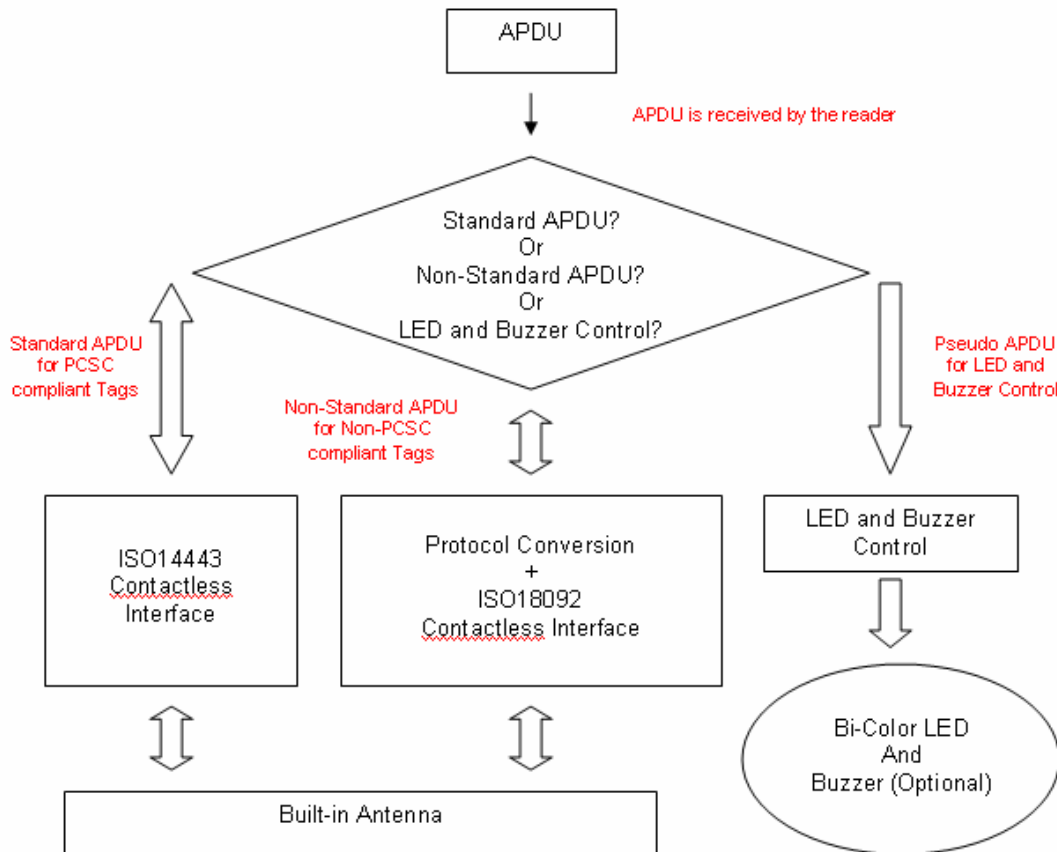 APDU
APDU is received by the reader
Standard APDU?
Or
Non-Standard APDU?
Or
LED and Buzzer Control?
Standard APDU
for PCSC
compliant Tags
Non-Standard APDU
for Non-PCSC
compliant Tags
Pseudo APDU
for LED and
Buzzer Control
ISO14443
Contactless
Interface
Protocol Conversion
+
ISO18092
Contactless Interface
LED and Buzzer
Control
Bi-Color LED
And
Buzzer (Optional)
Built-in Antenna